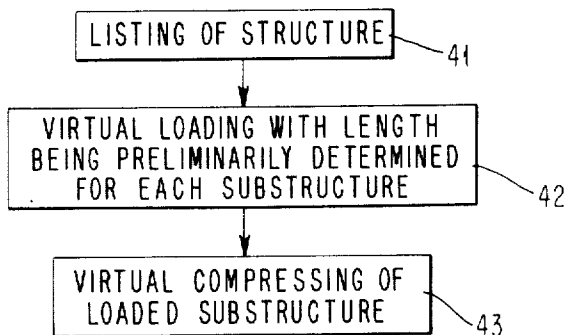 LISTING OF STRUCTURE
41
VIRTUAL LOADING WITH LENGTH
BEING PRELIMINARILY DETERMINED
FOR EACH SUBSTRUCTURE
42
VIRTUAL COMPRESSING OF
LOADED SUBSTRUCTURE
43